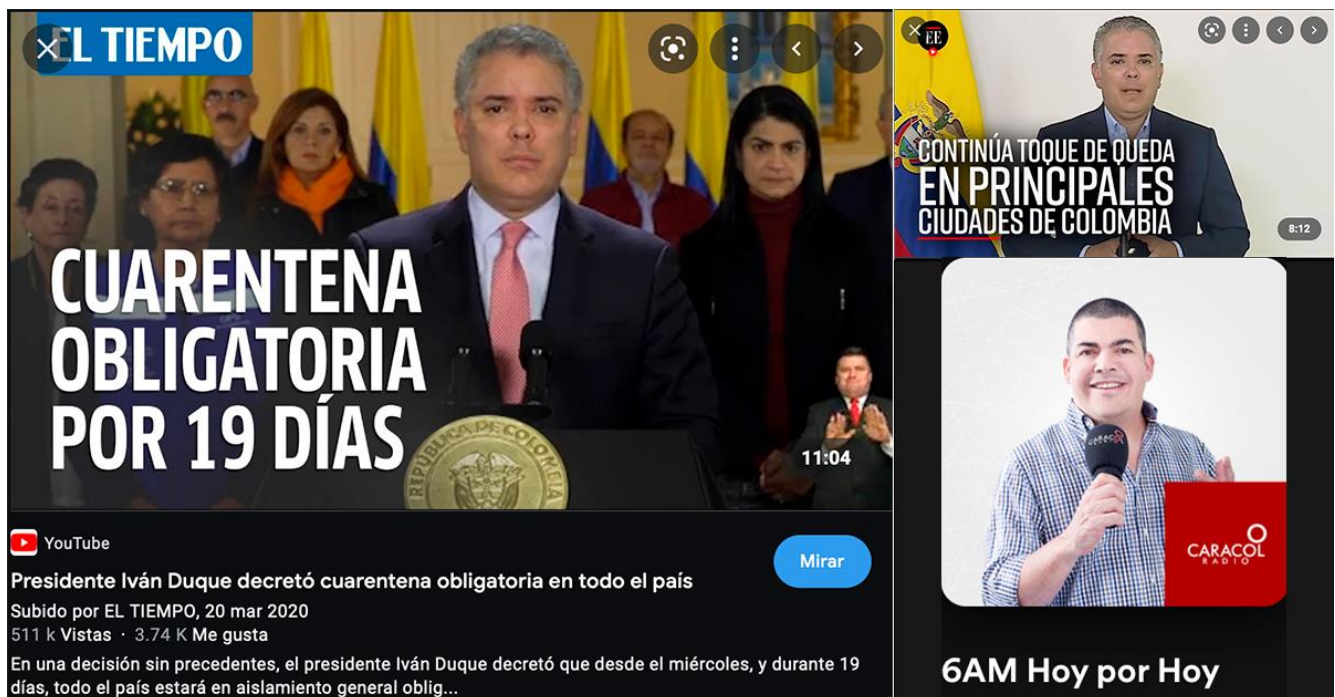 EL TIEMPO
CUARENTENA
OBLIGATORIA
POR 19 DÍAS
REPÚBLICA DE COLOMBIA
11:04
YouTube
Mirar
Presidente Iván Duque decretó cuarentena obligatoria en todo el país
Subido por EL TIEMPO, 20 mar 2020
511 k Vistas · 3.74 K Me gusta
En una decisión sin precedentes, el presidente Iván Duque decretó que desde el miércoles, y durante 19
días, todo el país estará en aislamiento general oblig...
EE
CONTINÚA TOQUE DE QUEDA
EN PRINCIPALES
CIUDADES DE COLOMBIA
8:12
CARACOL
CARACOL
RADIO
6AM Hoy por Hoy